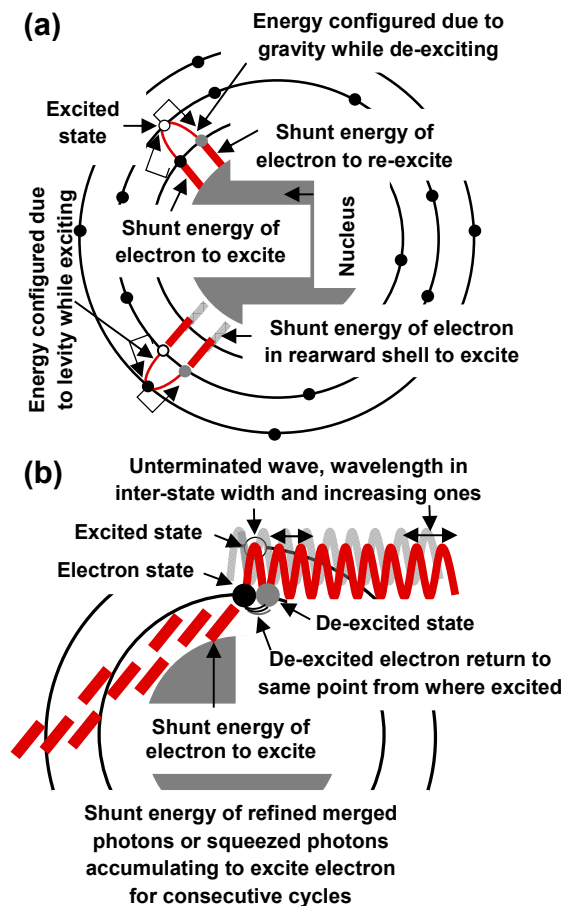 (a)
Energy configured due to
gravity while de-exciting
Excited
state
Shunt energy of
electron to re-excite
Shunt energy of
electron to excite
Nucleus
Energy configured due
to levity while exciting
Shunt energy of electron
in rearward shell to excite
(b)
Unterminated wave, wavelength in
inter-state width and increasing ones
Excited state
Electron state
De-excited state
De-excited electron return to
same point from where excited
Shunt energy of
electron to excite
Shunt energy of refined merged
photons or squeezed photons
accumulating to excite electron
for consecutive cycles